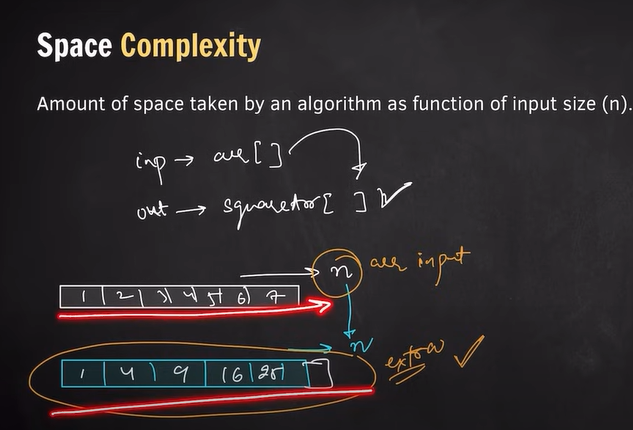 Space Complexity
Amount of space taken by an algorithm as function of input size (n).
inp → arr[ ]
out → squareArr[ ]
n arr input
1 2 3 4 5 6 7
n extra
1 4 9 16 25